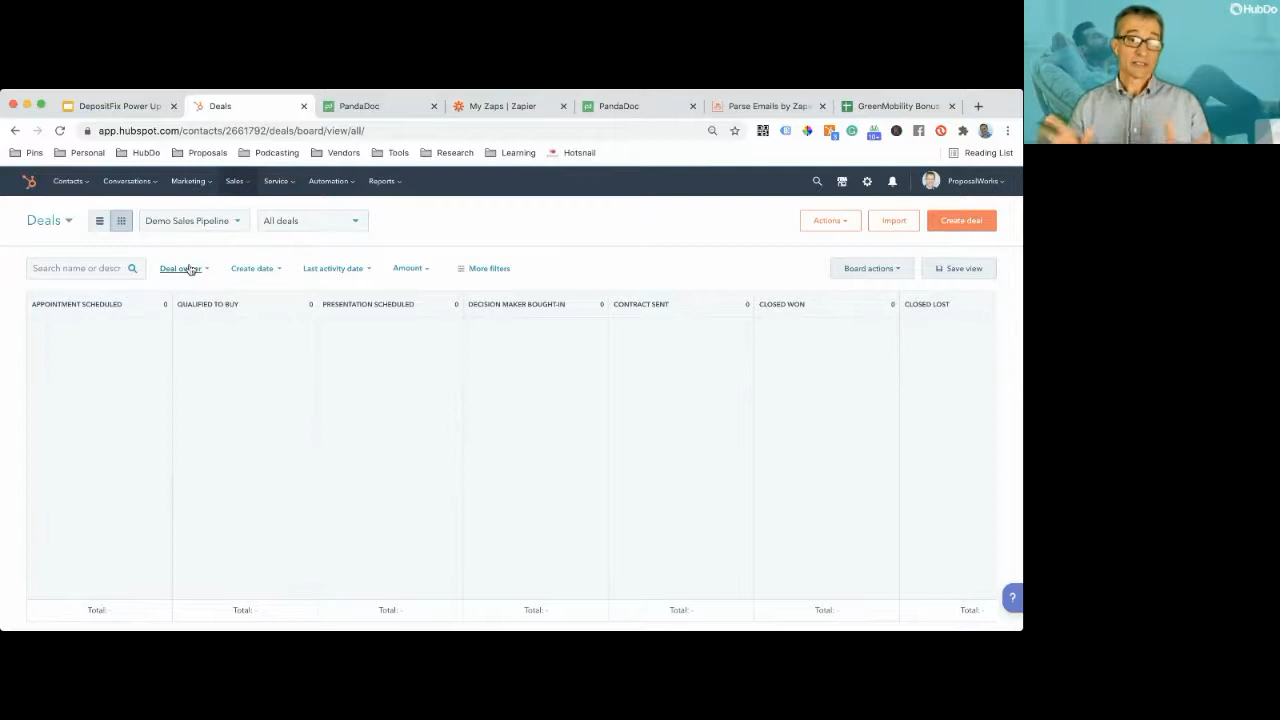 HubDo
DepositFix Power Up
Deals
PandaDoc
My Zaps | Zapier
PandaDoc
Parse Emails by Zap
GreenMobility Bonus
app.hubspot.com/contacts/2661792/deals/board/view/all/
Pins
Personal
HubDo
Proposals
Podcasting
Vendors
Tools
Research
Learning
Hotsnail
Reading List
Contacts
Conversations
Marketing
Sales
Service
Automation
Reports
ProposalWorks
Deals
Demo Sales Pipeline
All deals
Actions
Import
Create deal
Search name or descr
Deal owner
Create date
Last activity date
Amount
More filters
Board actions
Save view
APPOINTMENT SCHEDULED 0
QUALIFIED TO BUY 0
PRESENTATION SCHEDULED 0
DECISION MAKER BOUGHT-IN 0
CONTRACT SENT 0
CLOSED WON 0
CLOSED LOST
Total: -
Total: -
Total: -
Total: -
Total: -
Total: -
Total: -
?